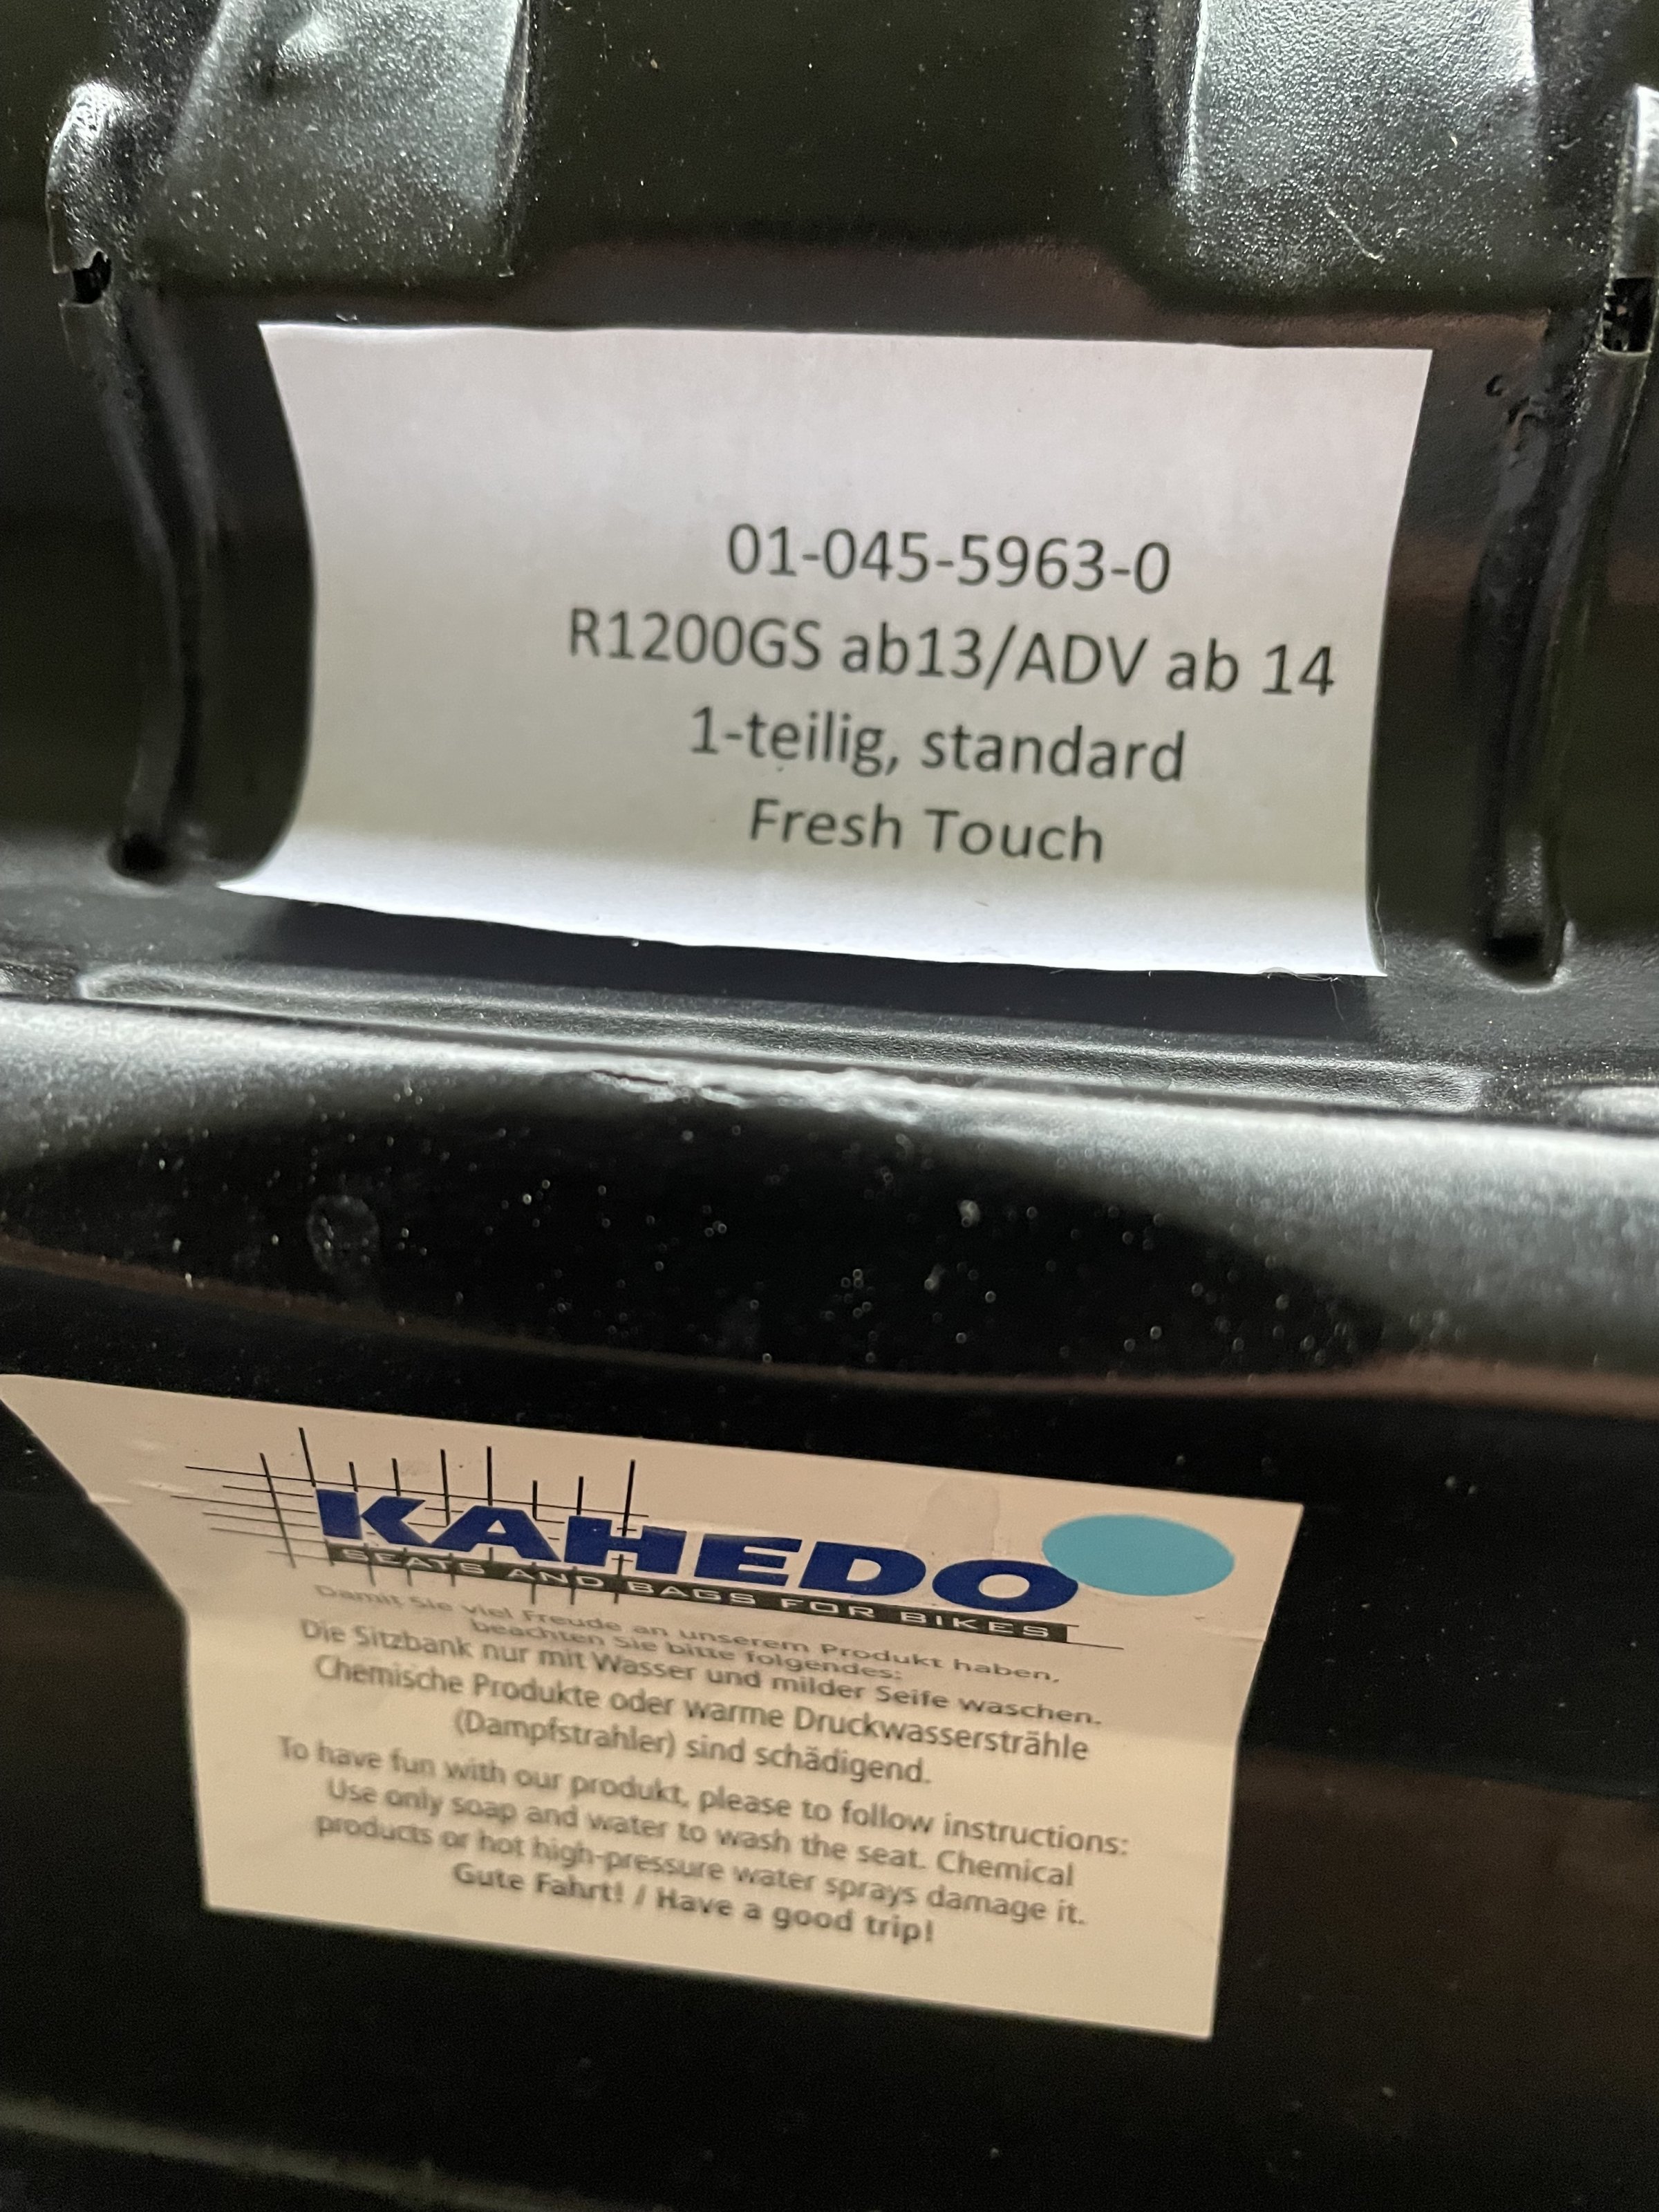 01-045-5963-0
R1200GS ab13/ADV ab 14
1-teilig, standard
Fresh Touch
KAHEDO
SEATS AND BAGS FOR BIKES
Damit Sie viel Freude an unserem Produkt haben,
beachten Sie bitte folgendes:
Die Sitzbank nur mit Wasser und milder Seife waschen.
Chemische Produkte oder warme Druckwassersträhle
(Dampfstrahler) sind schädigend.
To have fun with our produkt, please to follow instructions:
Use only soap and water to wash the seat. Chemical
products or hot high-pressure water sprays damage it.
Gute Fahrt! / Have a good trip!